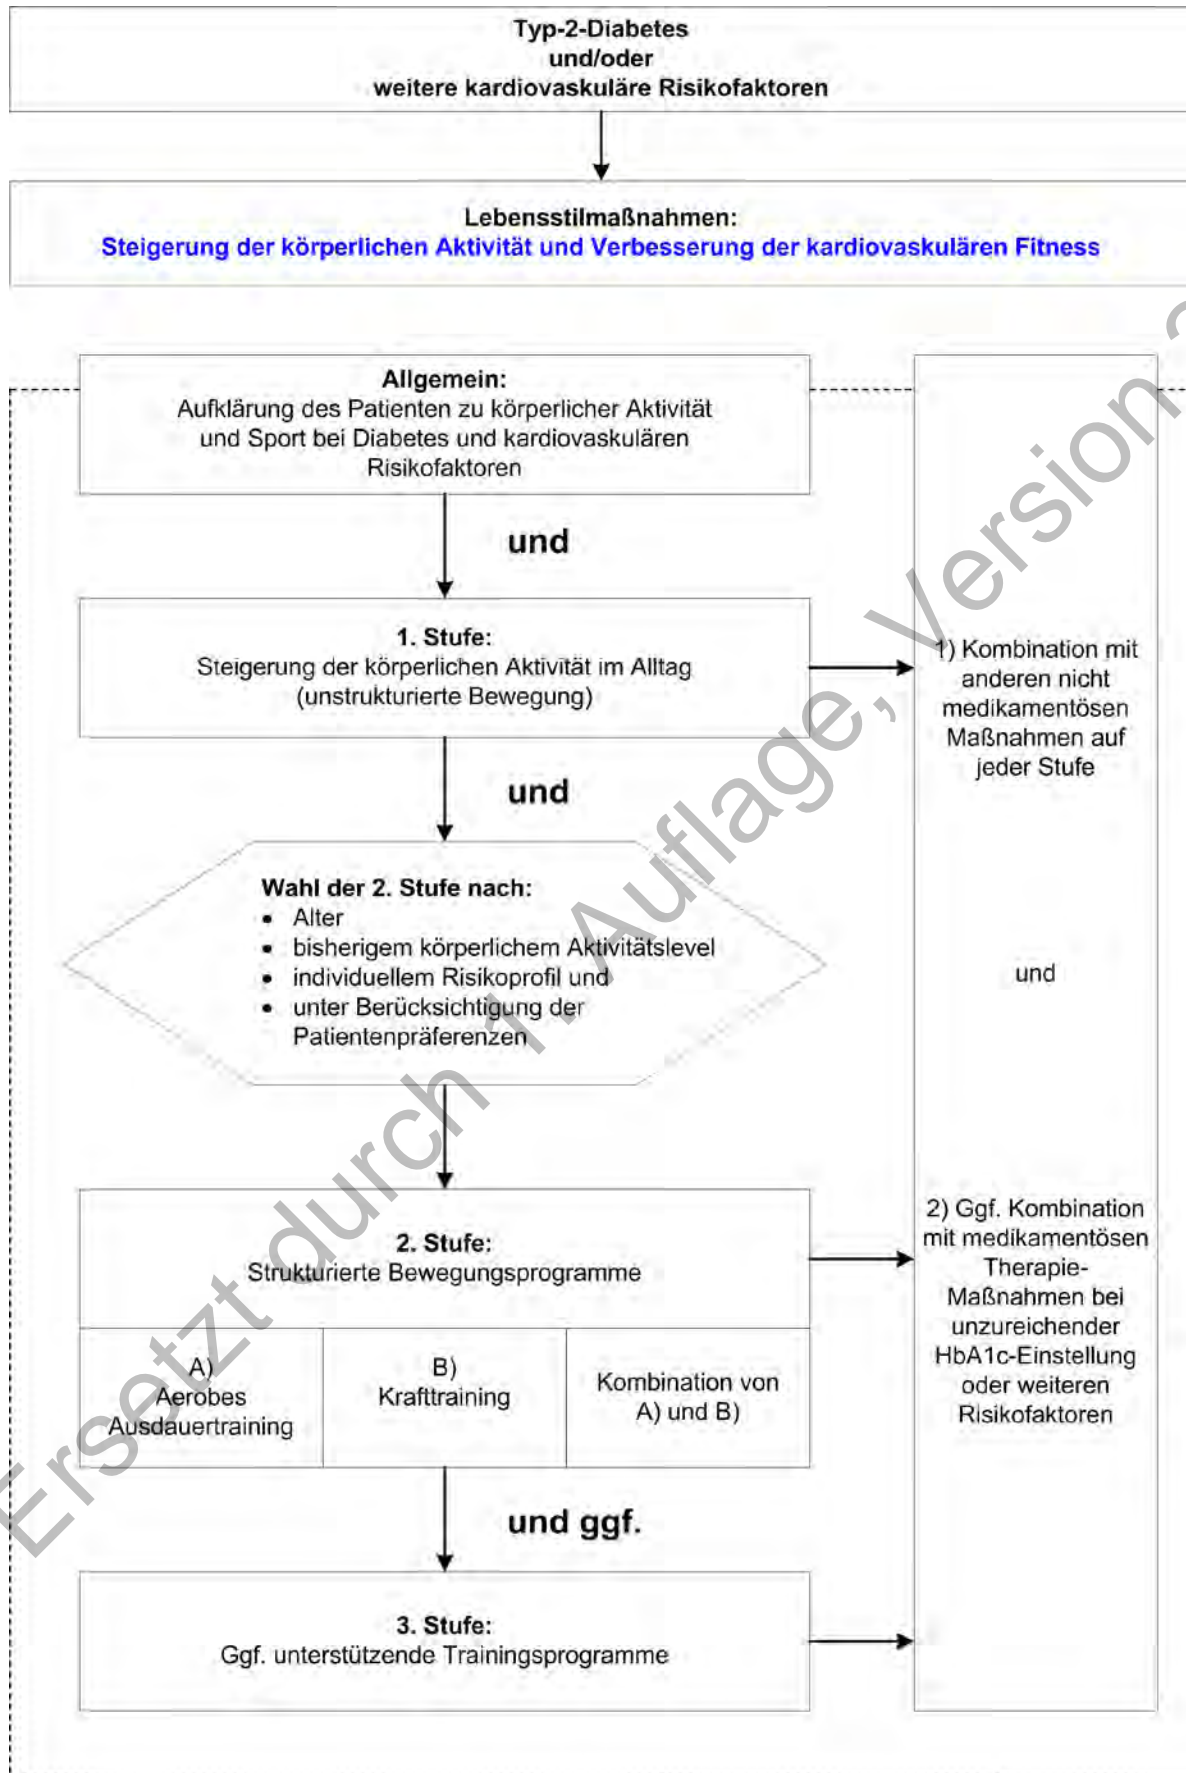 Typ-2-Diabetes
und/oder
weitere kardiovaskuläre Risikofaktoren
Lebensstilmaßnahmen:
Steigerung der körperlichen Aktivität und Verbesserung der kardiovaskulären Fitness
Allgemein:
Aufklärung des Patienten zu körperlicher Aktivität
und Sport bei Diabetes und kardiovaskulären
Risikofaktoren
und
1. Stufe:
Steigerung der körperlichen Aktivität im Alltag
(unstrukturierte Bewegung)
und
Wahl der 2. Stufe nach:
• Alter
• bisherigem körperlichem Aktivitätslevel
• individuellem Risikoprofil und
• unter Berücksichtigung der
Patientenpräferenzen
2. Stufe:
Strukturierte Bewegungsprogramme
A)
Aerobes
Ausdauertraining
B)
Krafttraining
Kombination von
A) und B)
und ggf.
3. Stufe:
Ggf. unterstützende Trainingsprogramme
1) Kombination mit
anderen nicht
medikamentösen
Maßnahmen auf
jeder Stufe
und
2) Ggf. Kombination
mit medikamentösen
Therapie-
Maßnahmen bei
unzureichender
HbA1c-Einstellung
oder weiteren
Risikofaktoren
Ersetzt durch 1. Auflage, Version